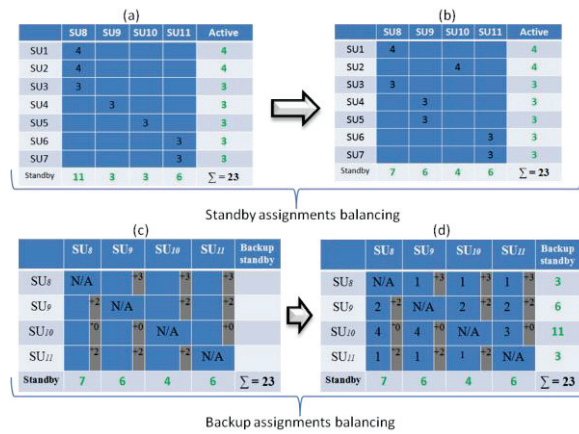 (a)
SU8 SU9 SU10 SU11 Active
SU1 4 4
SU2 4 4
SU3 3 3
SU4 3 3
SU5 3 3
SU6 3 3
SU7 3 3
Standby 11 3 3 6 ∑ = 23
(b)
SU8 SU9 SU10 SU11 Active
SU1 4 4
SU2 4 4
SU3 3 3
SU4 3 3
SU5 3 3
SU6 3 3
SU7 3 3
Standby 7 6 4 6 ∑ = 23
Standby assignments balancing
(c)
SU8 SU9 SU10 SU11 Backup standby
SU8 N/A +3 +3 +3
SU9 +2 N/A +2 +2
SU10 +0 +0 N/A +0
SU11 +2 +2 +2 N/A
Standby 7 6 4 6 ∑ = 23
(d)
SU8 SU9 SU10 SU11 Backup standby
SU8 N/A 1 +3 1 +3 1 +3 3
SU9 2 +2 N/A 2 +2 2 +2 6
SU10 4 +0 4 +0 N/A 3 +0 11
SU11 1 +2 1 +2 1 +2 N/A 3
Standby 7 6 4 6 ∑ = 23
Backup assignments balancing